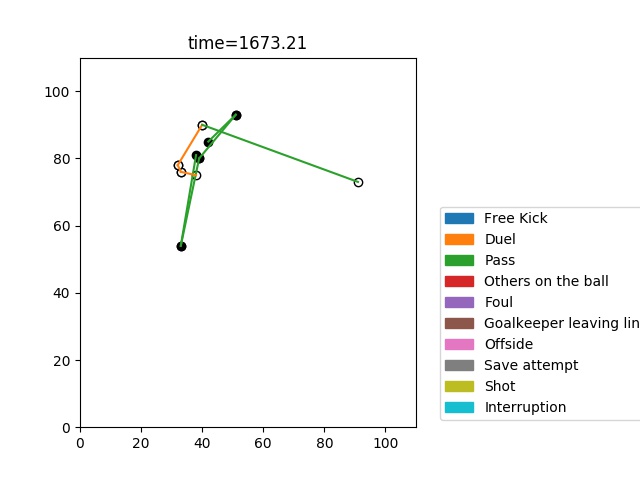 time=1673.21
100
80
60
40
20
0
0 20 40 60 80 100
Free Kick
Duel
Pass
Others on the ball
Foul
Goalkeeper leaving lin
Offside
Save attempt
Shot
Interruption